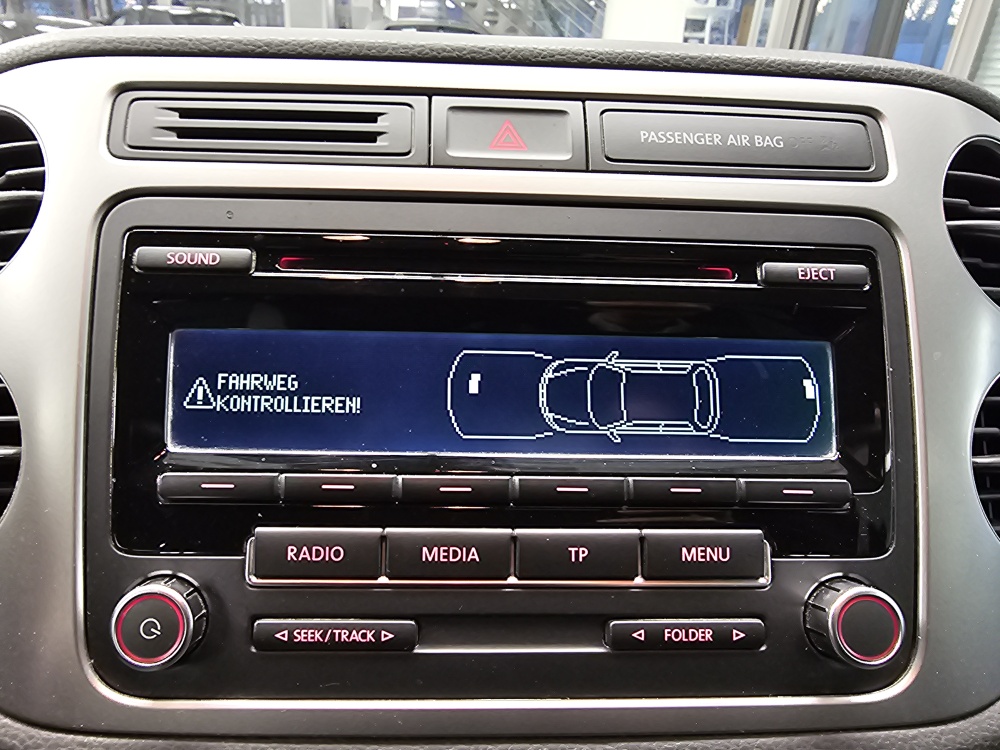 PASSENGER AIR BAG
SOUND
EJECT
FAHRWEG
KONTROLLIEREN!
RADIO
MEDIA
TP
MENU
SEEK/TRACK
FOLDER